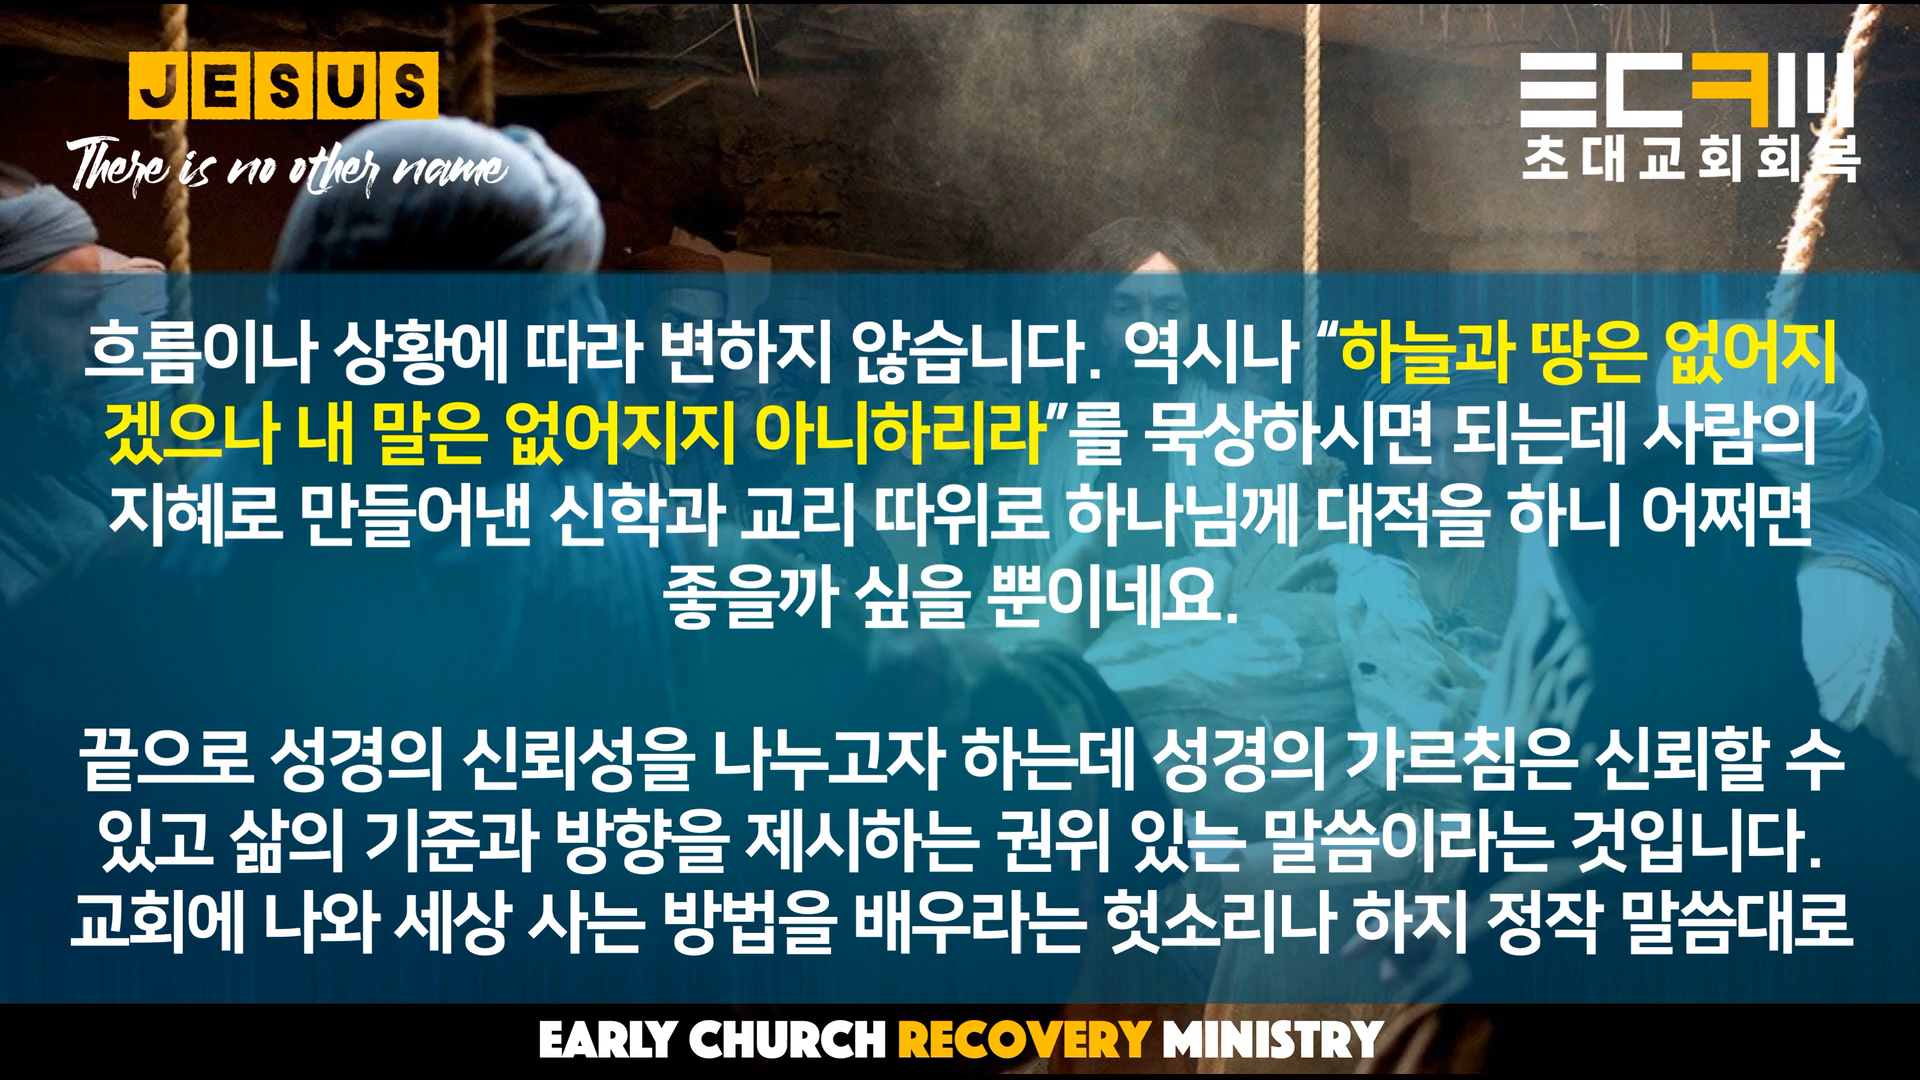 JESUS
There is no other name
ECRM
초대교회회복
흐름이나 상황에 따라 변하지 않습니다. 역시나 “하늘과 땅은 없어지
겠으나 내 말은 없어지지 아니하리라”를 묵상하시면 되는데 사람의
지혜로 만들어낸 신학과 교리 따위로 하나님께 대적을 하니 어쩌면
좋을까 싶을 뿐이네요.
끝으로 성경의 신뢰성을 나누고자 하는데 성경의 가르침은 신뢰할 수
있고 삶의 기준과 방향을 제시하는 권위 있는 말씀이라는 것입니다.
교회에 나와 세상 사는 방법을 배우라는 헛소리나 하지 정작 말씀대로
EARLY CHURCH RECOVERY MINISTRY